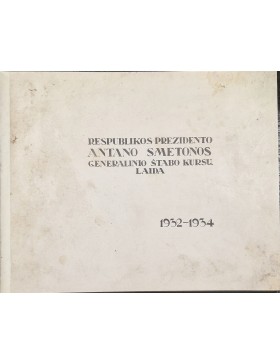 RESPUBLIKOS PREZIDENTO
ANTANO SMETONOS
GENERALINIO ŠTABO KURSŲ
LAIDA
1932-1934